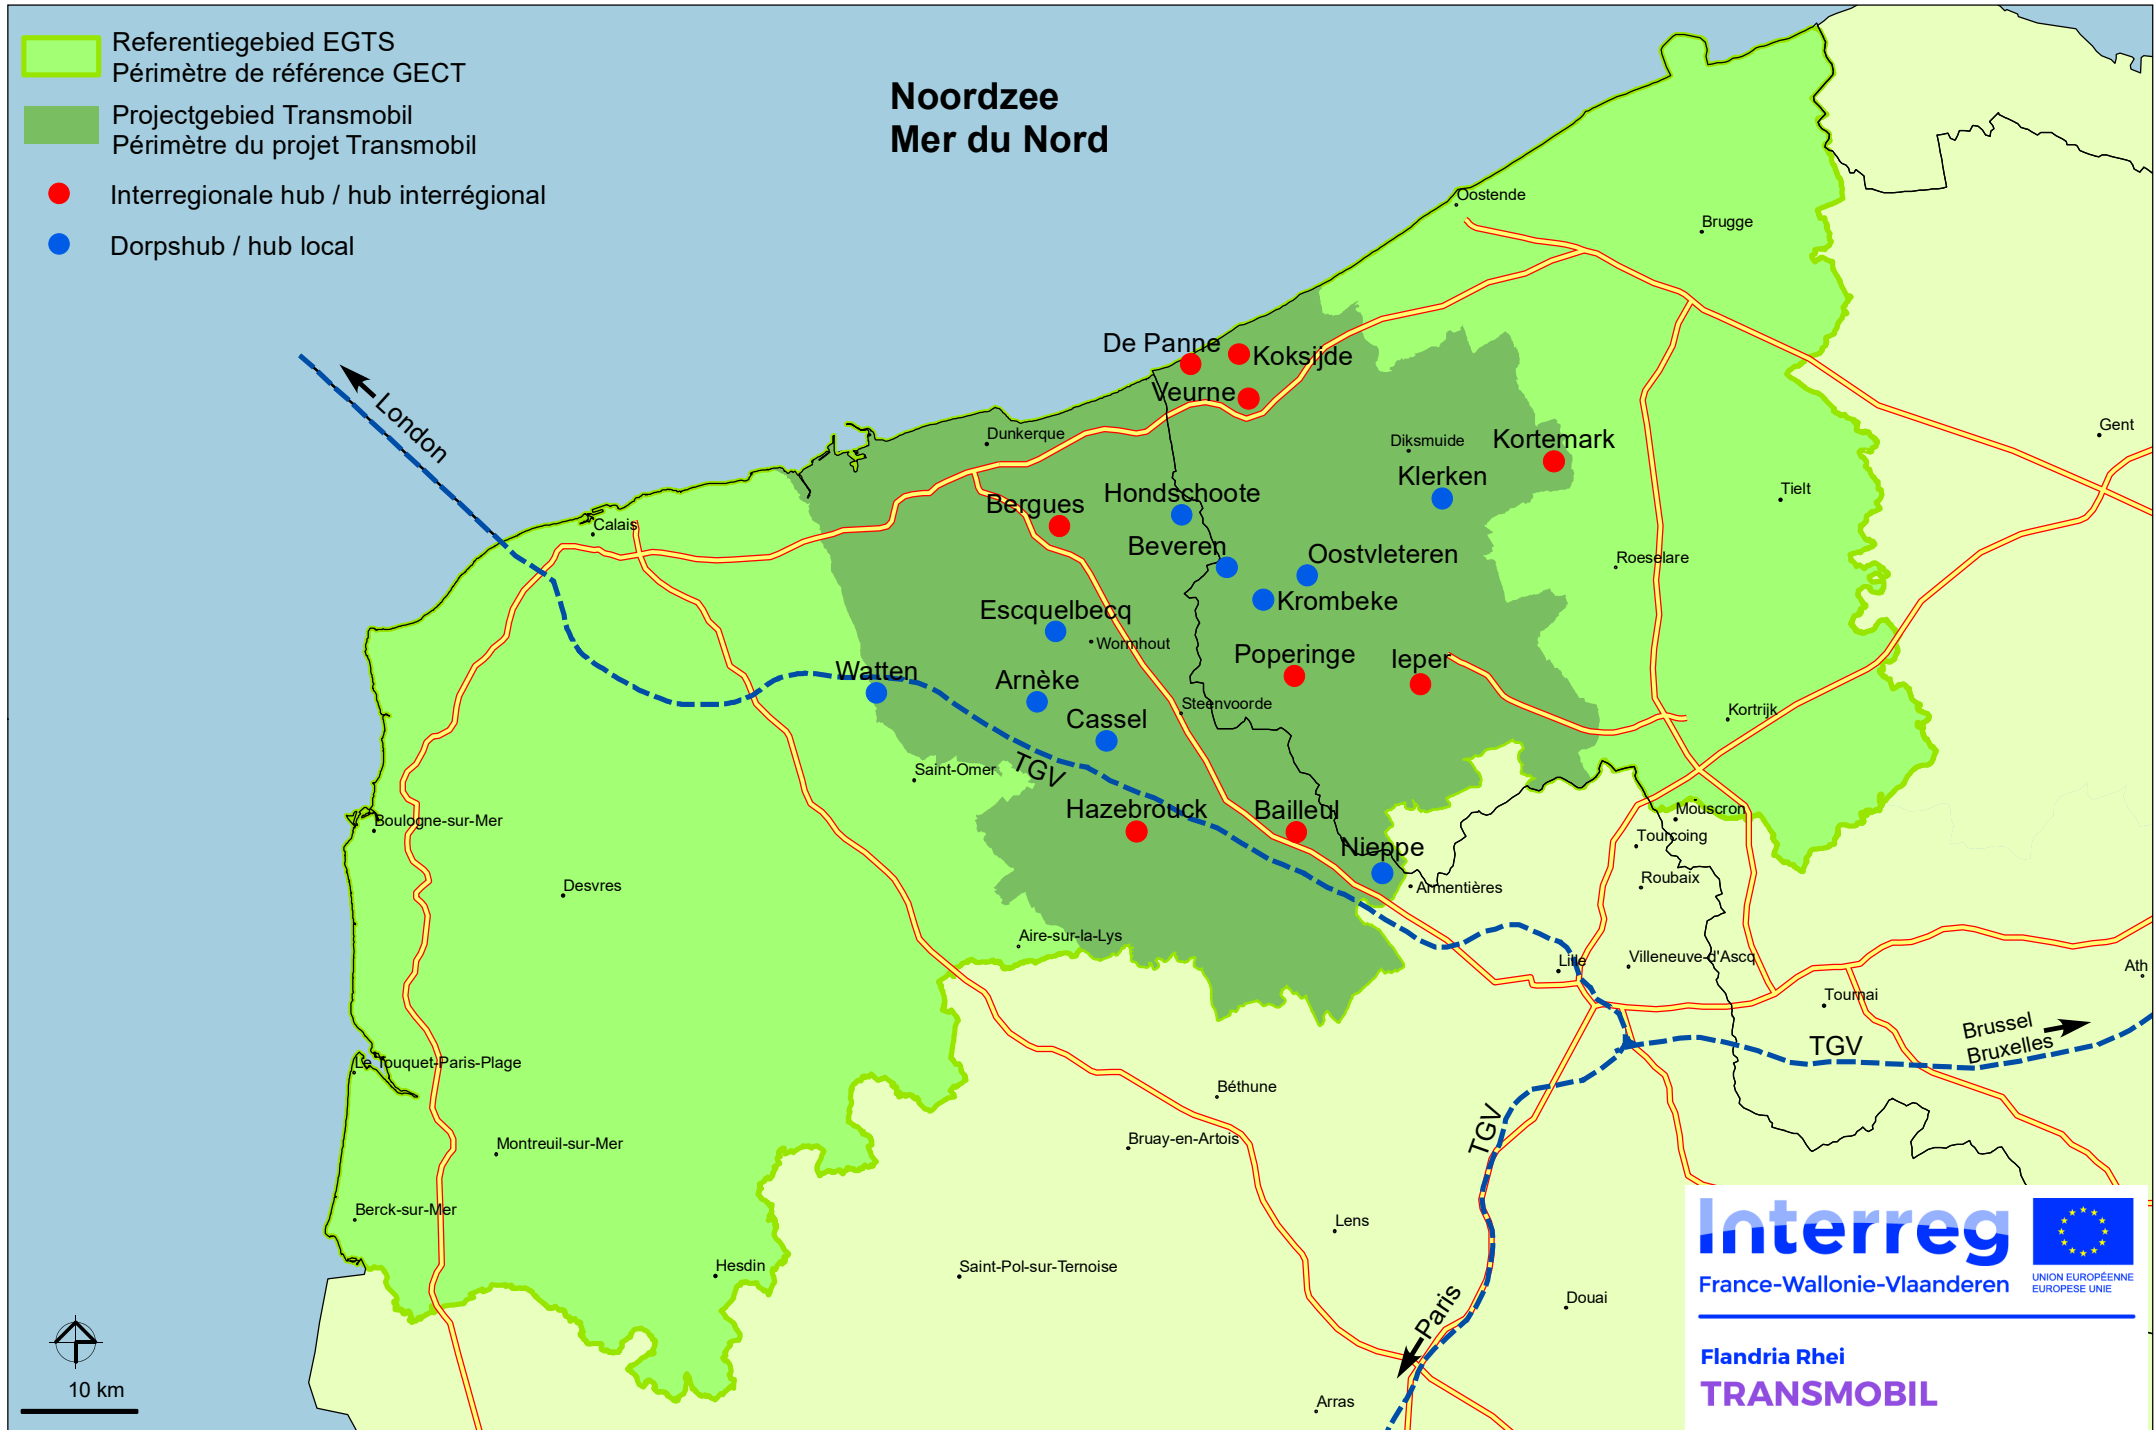 Referentiegebied EGTS
Périmètre de référence GECT
Projectgebied Transmobil
Périmètre du projet Transmobil
Interregionale hub / hub interrégional
Dorpshub / hub local
Noordzee
Mer du Nord
Oostende
Brugge
De Panne
Koksijde
Veurne
London
Gent
Dunkerque
Diksmuide
Kortemark
Klerken
Tielt
Bergues
Hondschoote
Calais
Beveren
Oostvleteren
Roeselare
Krombeke
Escquelbecq
Wormhout
Poperinge
Ieper
Watten
Arnèke
Steenvoorde
Kortrijk
Cassel
Saint-Omer
TGV
Hazebrouck
Bailleul
Mouscron
Boulogne-sur-Mer
Tourcoing
Nieppe
Roubaix
Desvres
Armentières
Aire-sur-la-Lys
Lille
Villeneuve-d'Ascq
Ath
Tournai
Brussel
Bruxelles
TGV
Le Touquet-Paris-Plage
Béthune
TGV
Bruay-en-Artois
Montreuil-sur-Mer
Berck-sur-Mer
Lens
Hesdin
Saint-Pol-sur-Ternoise
Douai
Paris
Arras
10 km
Interreg
UNION EUROPÉENNE
EUROPESE UNIE
France-Wallonie-Vlaanderen
Flandria Rhei
TRANSMOBIL